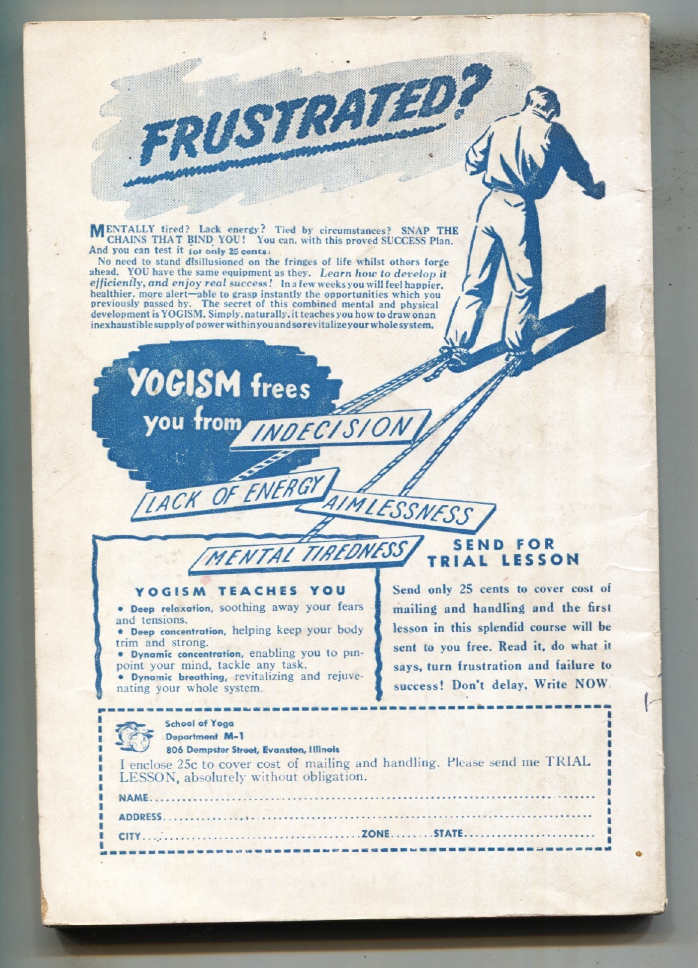 FRUSTRATED?
MENTALLY tired? Lack energy? Tied by circumstances? SNAP THE
CHAINS THAT BIND YOU! You can, with this proved SUCCESS Plan.
And you can test it for only 25 cents:
No need to stand disillusioned on the fringes of life whilst others forge
ahead. YOU have the same equipment as they. Learn how to develop it
efficiently, and enjoy real success! In a few weeks you will feel happier,
healthier, more alert—able to grasp instantly the opportunities which you
previously passed by. The secret of this combined mental and physical
development is YOGISM. Simply, naturally, it teaches you how to draw on an
inexhaustible supply of power within you and so revitalize your whole system.
YOGISM frees
you from
INDECISION
LACK OF ENERGY
AIMLESSNESS
MENTAL TIREDNESS
YOGISM TEACHES YOU
• Deep relaxation, soothing away your fears
and tensions.
• Deep concentration, helping keep your body
trim and strong.
• Dynamic concentration, enabling you to pin-
point your mind, tackle any task.
• Dynamic breathing, revitalizing and rejuve-
nating your whole system.
SEND FOR
TRIAL LESSON
Send only 25 cents to cover cost of
mailing and handling and the first
lesson in this splendid course will be
sent to you free. Read it, do what it
says, turn frustration and failure to
success! Don't delay, Write NOW
School of Yoga
Department M-1
806 Dempster Street, Evanston, Illinois
I enclose 25c to cover cost of mailing and handling. Please send me TRIAL
LESSON, absolutely without obligation.
NAME
ADDRESS
CITY ZONE STATE